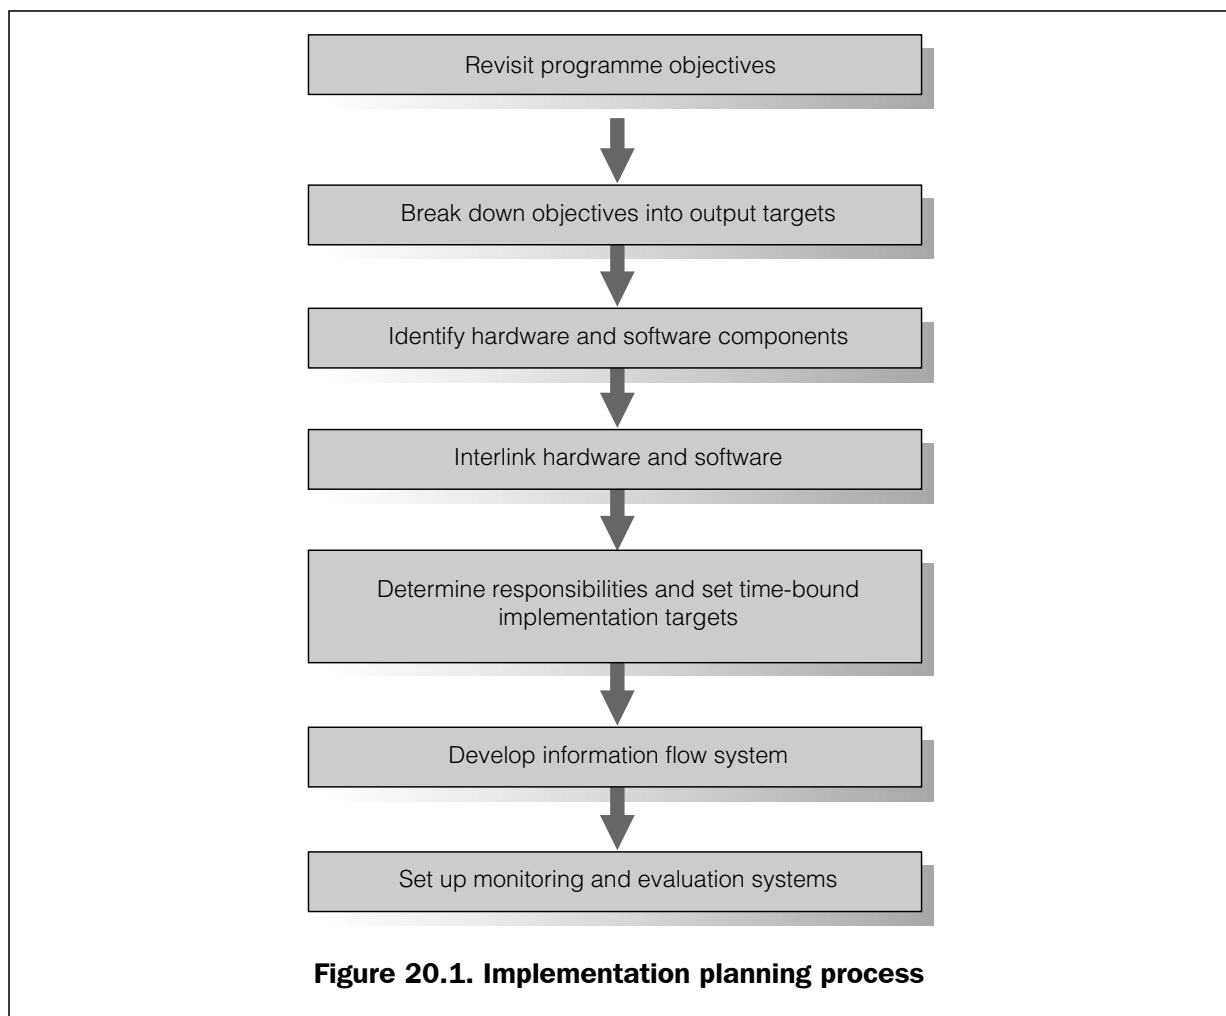 Revisit programme objectives
Break down objectives into output targets
Identify hardware and software components
Interlink hardware and software
Determine responsibilities and set time-bound
implementation targets
Develop information flow system
Set up monitoring and evaluation systems
Figure 20.1. Implementation planning process